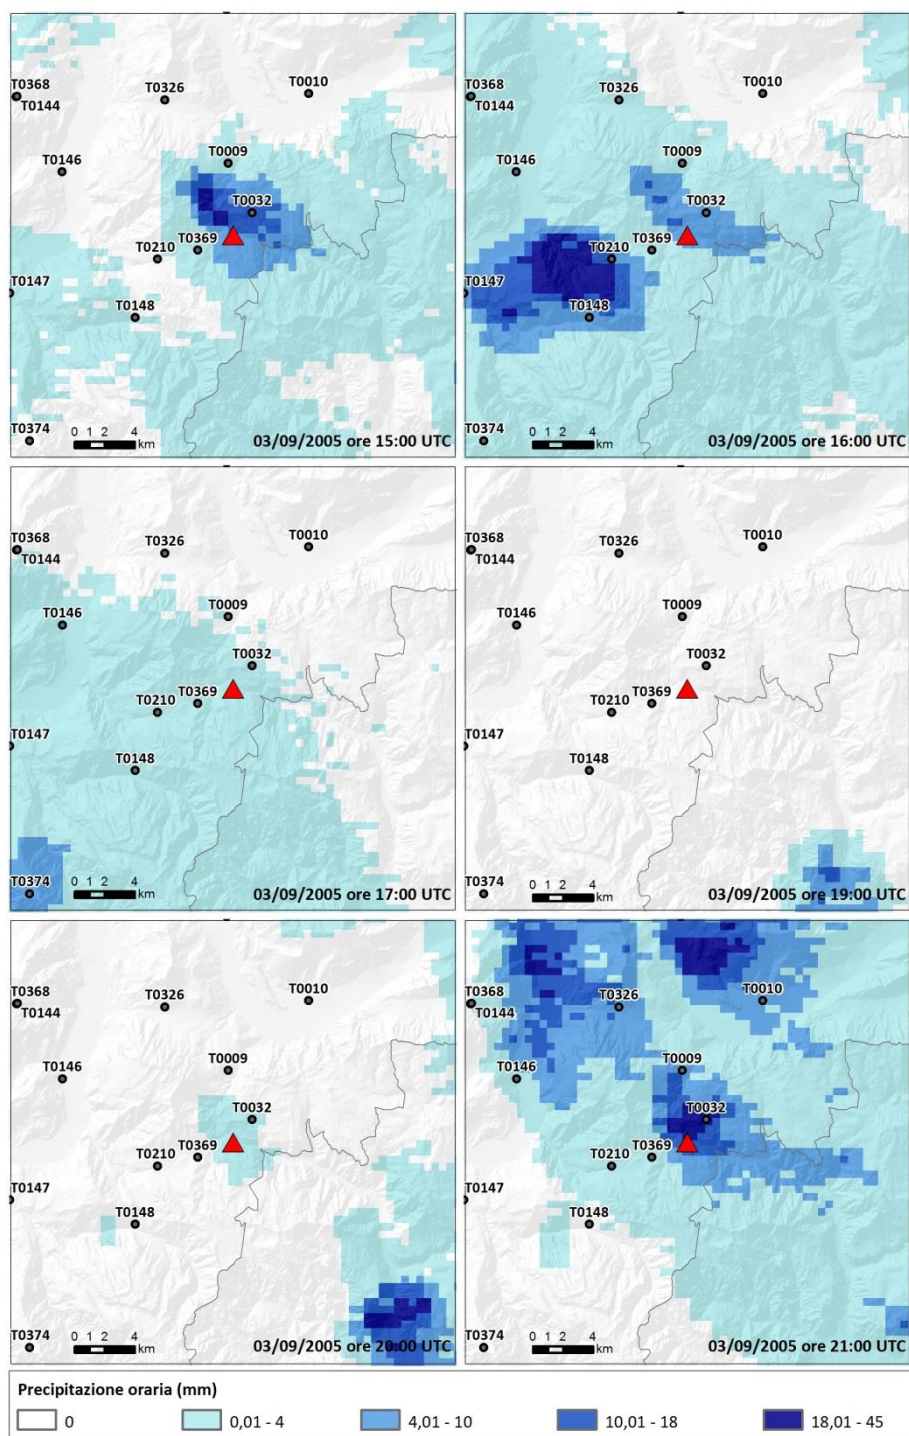 T0368
T0144
T0326
T0010
T0009
T0146
T0032
T0369
T0210
T0147
T0148
T0374
0 1 2 4
km
03/09/2005 ore 15:00 UTC
T0368
T0144
T0326
T0010
T0009
T0146
T0032
T0369
T0210
T0147
T0148
T0374
0 1 2 4
km
03/09/2005 ore 16:00 UTC
T0368
T0144
T0326
T0010
T0009
T0146
T0032
T0369
T0210
T0147
T0148
T0374
0 1 2 4
km
03/09/2005 ore 17:00 UTC
T0368
T0144
T0326
T0010
T0009
T0146
T0032
T0369
T0210
T0147
T0148
T0374
0 1 2 4
km
03/09/2005 ore 19:00 UTC
T0368
T0144
T0326
T0010
T0009
T0146
T0032
T0369
T0210
T0147
T0148
T0374
0 1 2 4
km
03/09/2005 ore 20:00 UTC
T0368
T0144
T0326
T0010
T0009
T0146
T0032
T0369
T0210
T0147
T0148
T0374
0 1 2 4
km
03/09/2005 ore 21:00 UTC
Precipitazione oraria (mm)
0 0,01 - 4 4,01 - 10 10,01 - 18 18,01 - 45